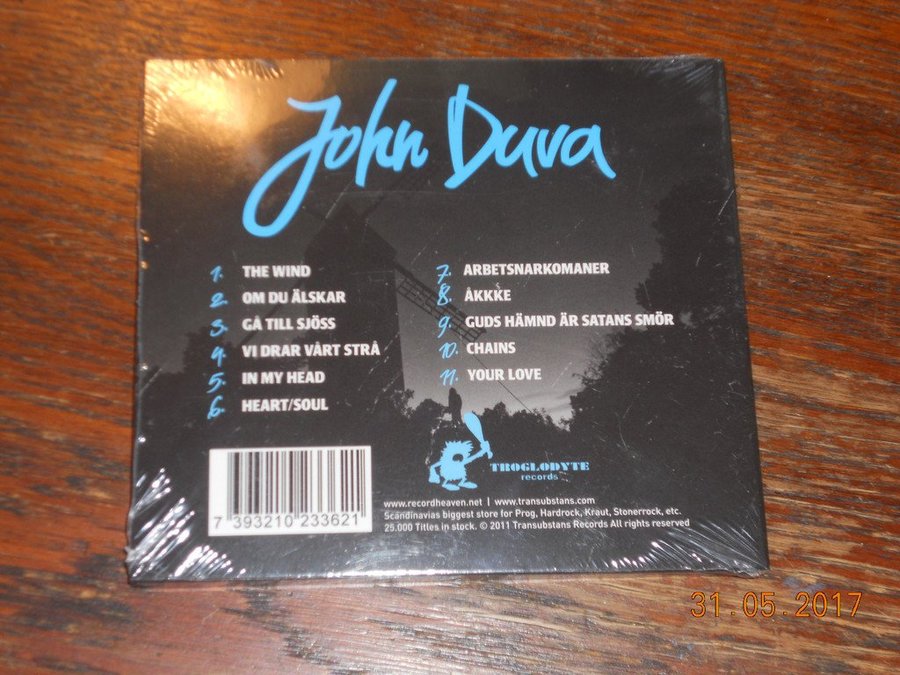 John Duva
1. THE WIND
2. OM DU ÄLSKAR
3. GÅ TILL SJÖSS
4. VI DRAR VÅRT STRÅ
5. IN MY HEAD
6. HEART/SOUL
7. ARBETSNARKOMANER
8. ÅKKKE
9. GUDS HÄMND ÄR SATANS SMÖR
10. CHAINS
11. YOUR LOVE
TROGLODYTE
records
7 393210 233621
www.recordheaven.net | www.transubstans.com
Scandinavias biggest store for Prog, Hardrock, Kraut, Stonerrock, etc.
25.000 Titles in stock. © 2011 Transubstans Records All rights reserved
31.05.2017